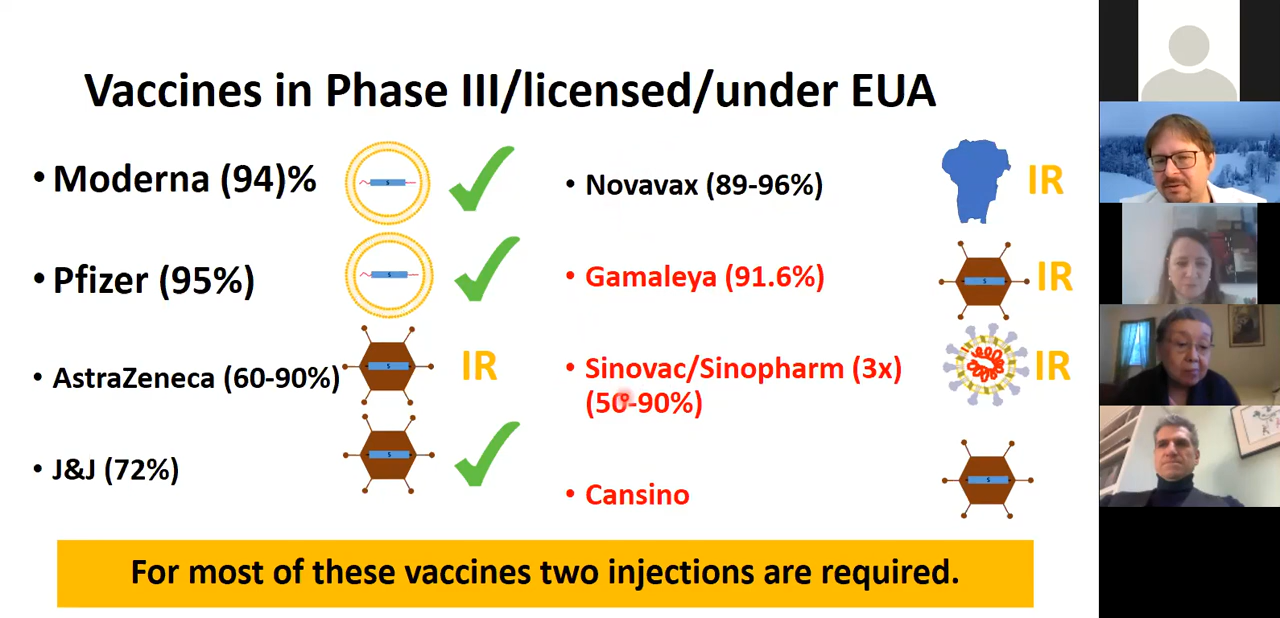 Vaccines in Phase III/licensed/under EUA
• Moderna (94)%
• Pfizer (95%)
• AstraZeneca (60-90%)
IR
• J&J (72%)
• Novavax (89-96%)
IR
• Gamaleya (91.6%)
IR
• Sinovac/Sinopharm (3x)
(50-90%)
IR
• Cansino
For most of these vaccines two injections are required.
S
S
S
S
S
S